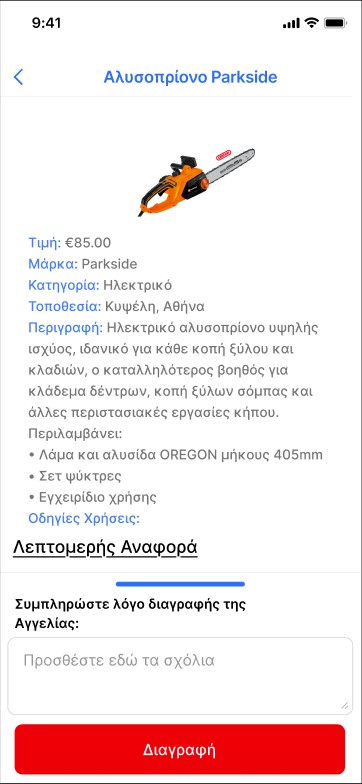 9:41
Αλυσοπρίονο Parkside
Τιμή: €85.00
Μάρκα: Parkside
Κατηγορία: Ηλεκτρικό
Τοποθεσία: Κυψέλη, Αθήνα
Περιγραφή: Ηλεκτρικό αλυσοπρίονο υψηλής
ισχύος, ιδανικό για κάθε κοπή ξύλου και
κλαδιών, ο καταλληλότερος βοηθός για
κλάδεμα δέντρων, κοπή ξύλων σόμπας και
άλλες περιστασιακές εργασίες κήπου.
Περιλαμβάνει:
• Λάμα και αλυσίδα OREGON μήκους 405mm
• Σετ ψύκτρες
• Εγχειρίδιο χρήσης
Οδηγίες Χρήσεις:
Λεπτομερής Αναφορά
Συμπληρώστε λόγο διαγραφής της
Αγγελίας:
Προσθέστε εδώ τα σχόλια
Διαγραφή